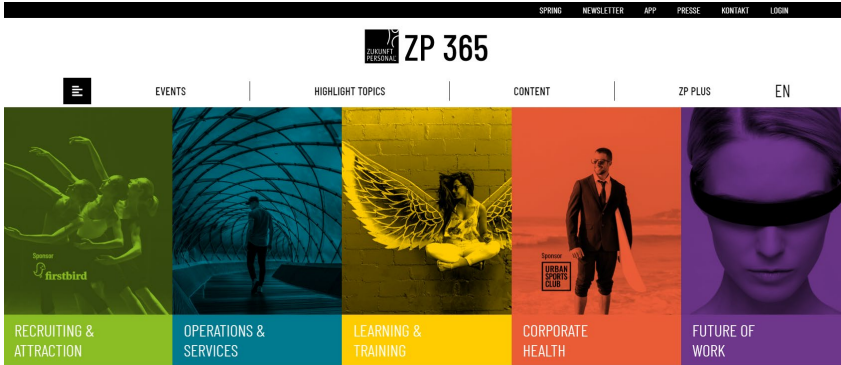 SPRING NEWSLETTER APP PRESSE KONTAKT LOGIN
ZUKUNFT
PERSONAL
ZP 365
EVENTS HIGHLIGHT TOPICS CONTENT ZP PLUS EN
Sponsor
firstbird
Sponsor
URBAN
SPORTS
CLUB
RECRUITING &
ATTRACTION
OPERATIONS &
SERVICES
LEARNING &
TRAINING
CORPORATE
HEALTH
FUTURE OF
WORK